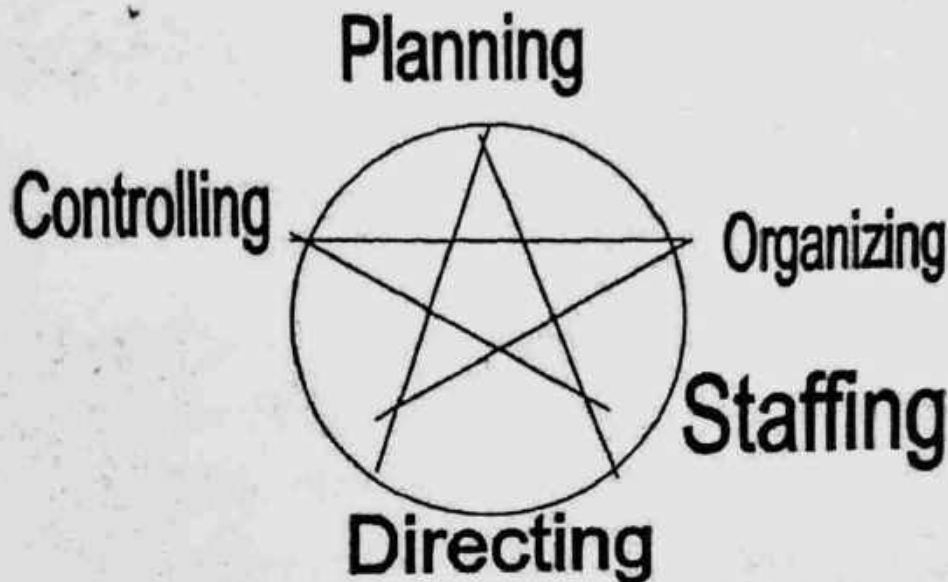 Planning
Controlling
Organizing
Staffing
Directing